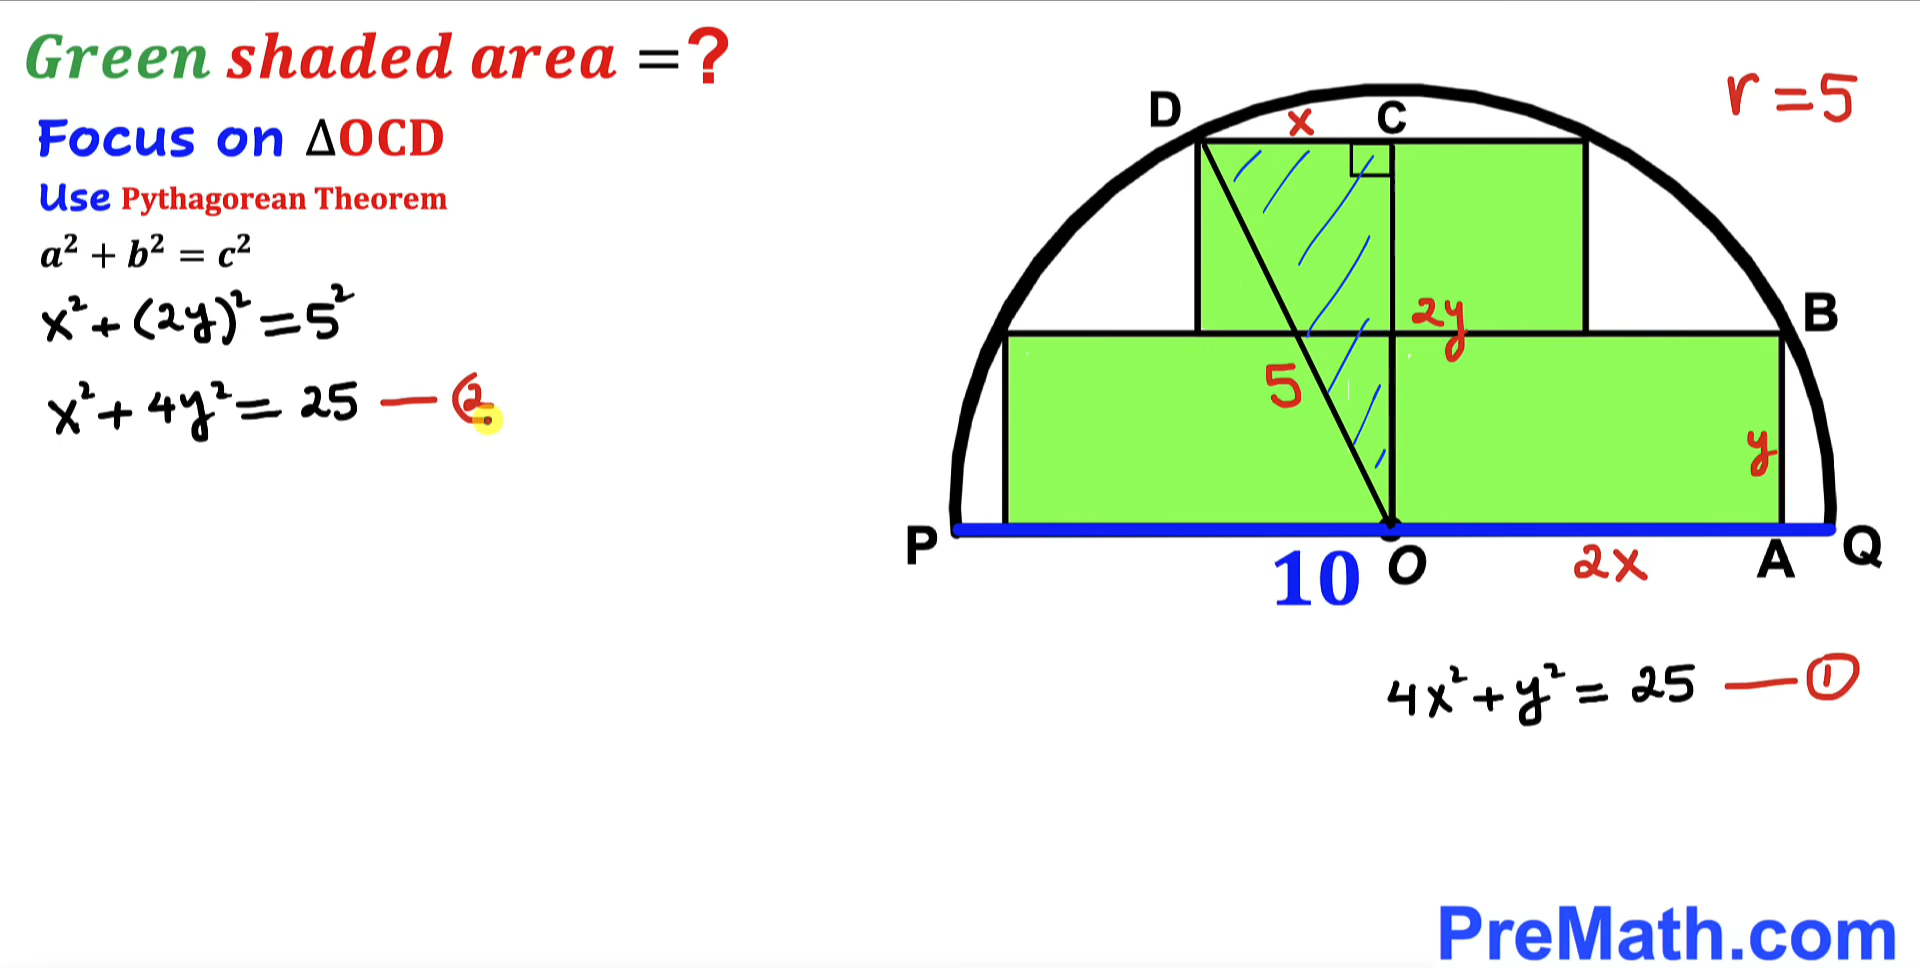 Green shaded area =?
Focus on ΔOCD
Use Pythagorean Theorem
a² + b² = c²
x² + (2y)² = 5²
x² + 4y² = 25 — (2
r = 5
D x C
2y
B
5
y
P
10
O
2x
A
Q
4x² + y² = 25 — ①
PreMath.com